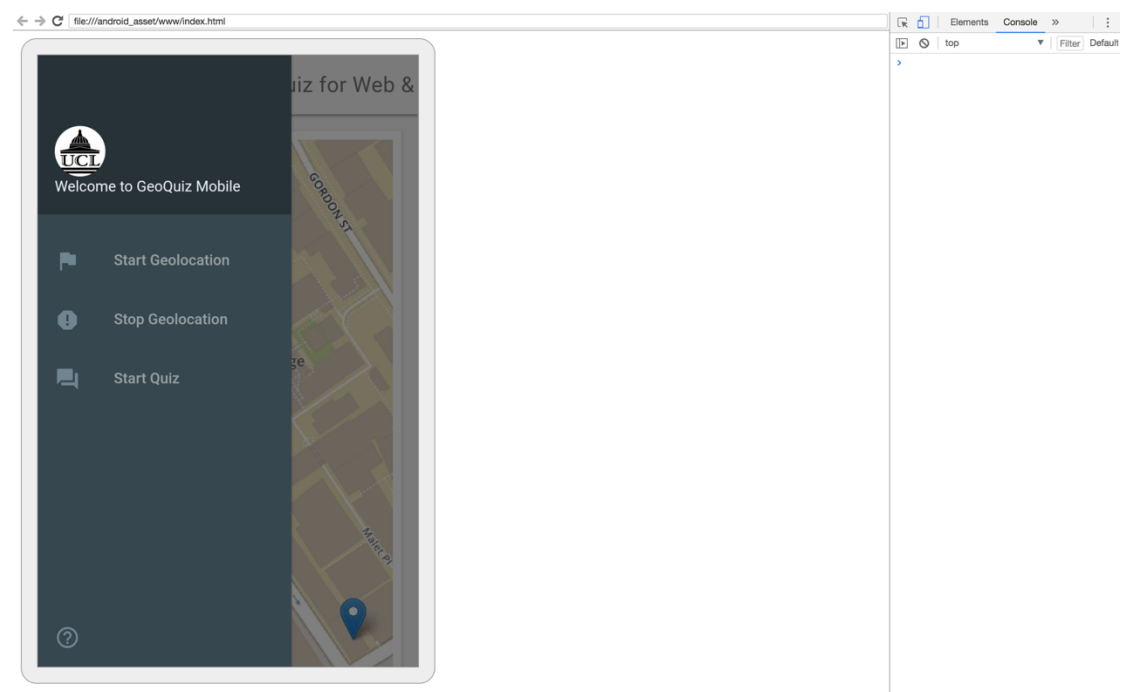 file:///android_asset/www/index.html
Elements Console »
top Filter Default
uiz for Web &
UCL
Welcome to GeoQuiz Mobile
GORDON ST
Start Geolocation
Stop Geolocation
ge
Start Quiz
Malet Pl